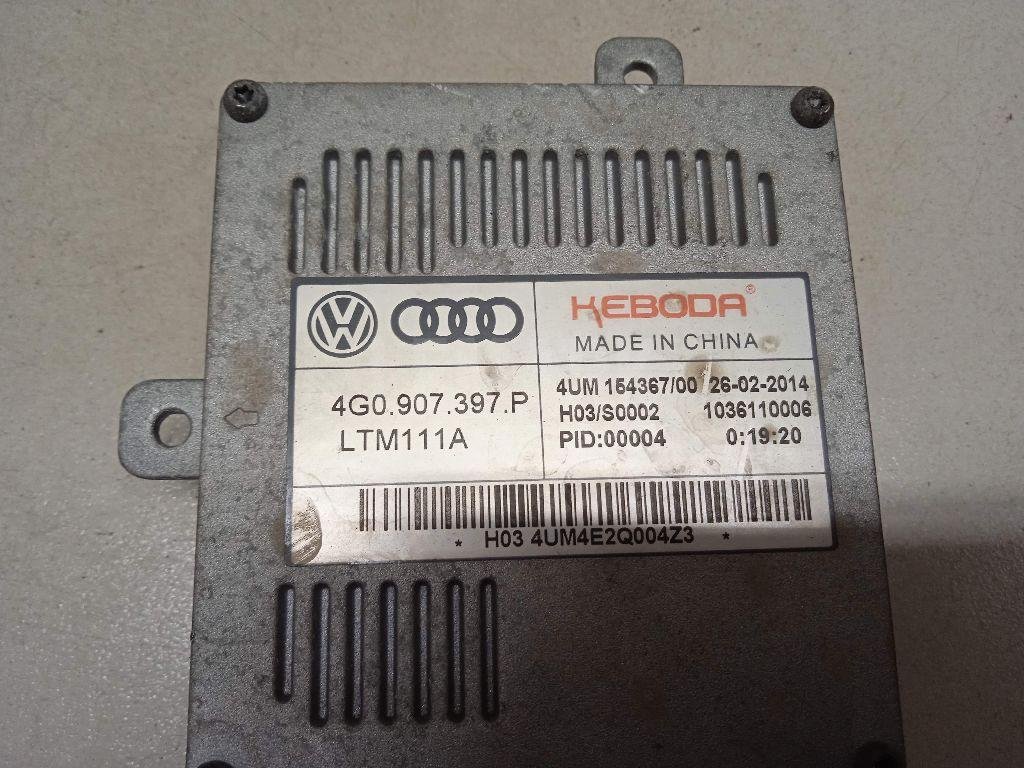 KEBODA®
MADE IN CHINA
4G0.907.397.P
LTM111A
4UM 154367/00 26-02-2014
H03/S0002 1036110006
PID:00004 0:19:20
* H03 4UM4E2Q004Z3 *